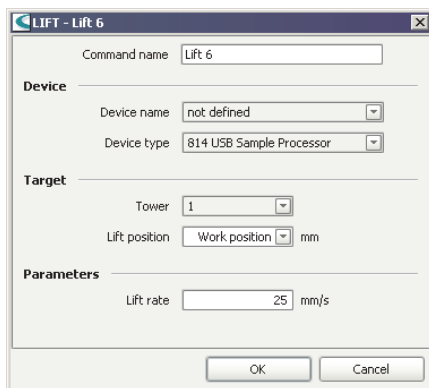 LIFT - Lift 6
Command name Lift 6
Device
Device name not defined
Device type 814 USB Sample Processor
Target
Tower 1
Lift position Work position mm
Parameters
Lift rate 25 mm/s
OK Cancel